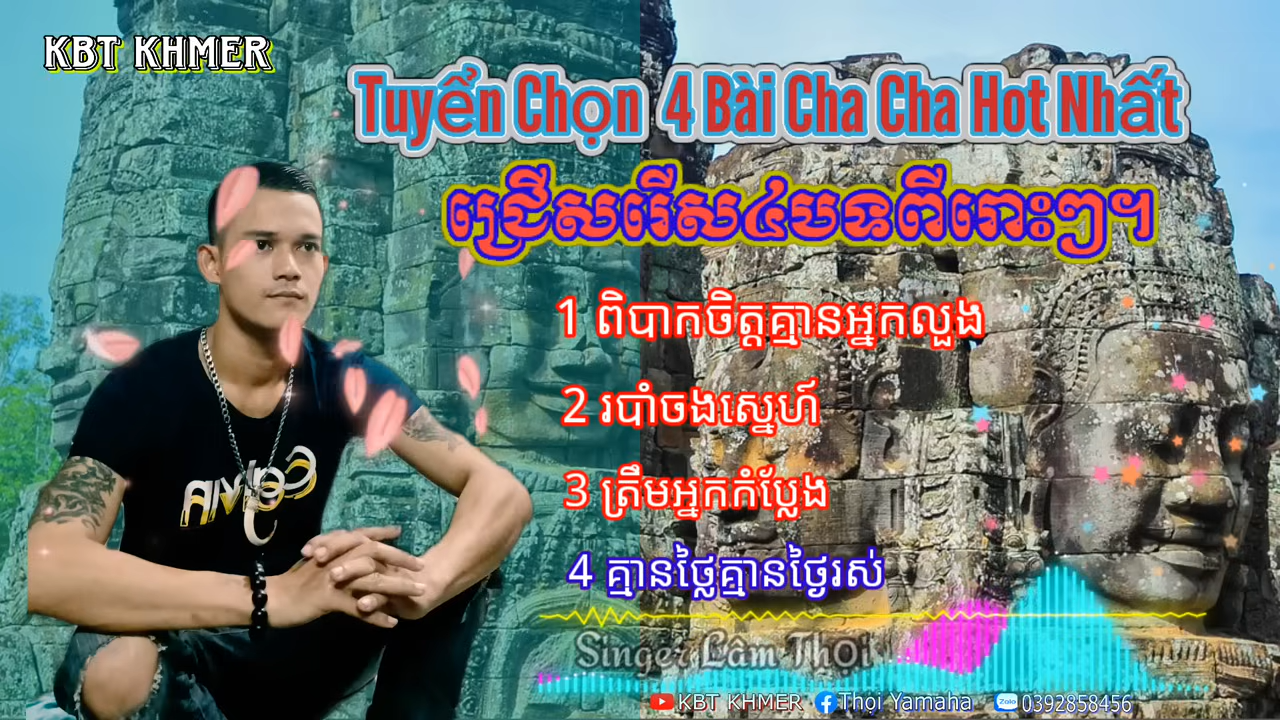 KBT KHMER
Tuyển Chọn 4 Bài Cha Cha Hot Nhất
ជ្រើសរើស៤បទពីរោះៗ។
1 ពិបាកចិត្តគ្មានអ្នកលួង
2 របាំចងស្នេហ៍
3 ត្រឹមអ្នកកំប្លែង
4 គ្មានថ្លៃគ្មានថ្ងៃរស់
Singer Lâm Thơi
KBT KHMER Thọi Yamaha Zalo 0392858456